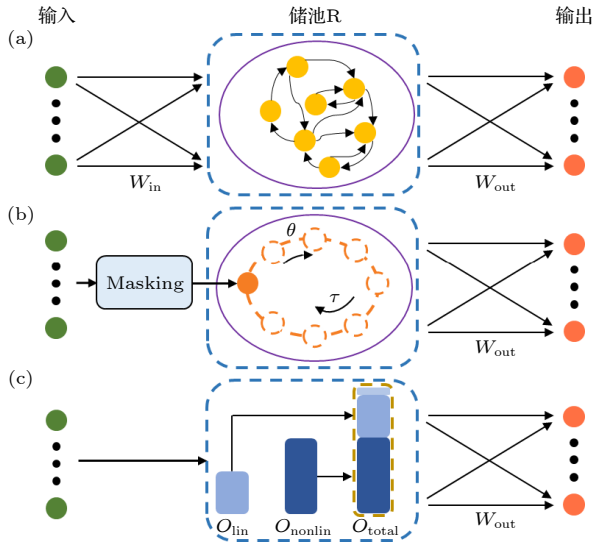 输入
储池R
输出
(a)
W_in
W_out
(b)
Masking
θ
τ
W_out
(c)
O_lin
O_nonlin
O_total
W_out